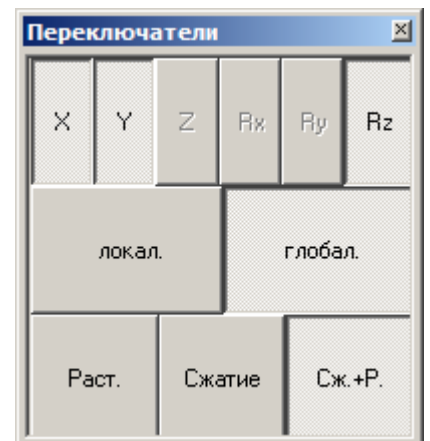 Переключатели
X Y Z Rx Ry Rz
локал. глобал.
Раст. Сжатие Сж.+Р.